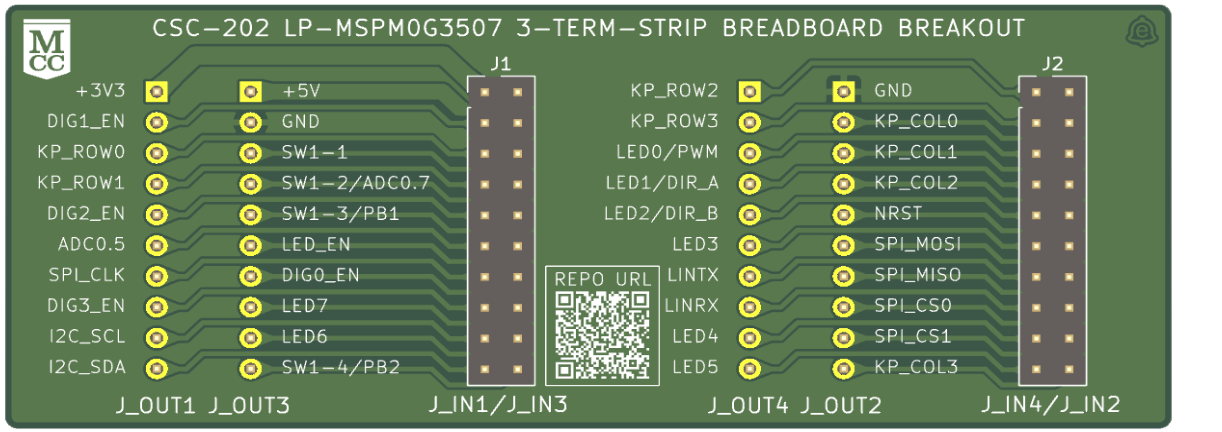 CSC-202 LP-MSPM0G3507 3-TERM-STRIP BREADBOARD BREAKOUT
M
CC
J1
J2
+3V3 +5V KP_ROW2 GND
DIG1_EN GND KP_ROW3 KP_COL0
KP_ROW0 SW1-1 LED0/PWM KP_COL1
KP_ROW1 SW1-2/ADC0.7 LED1/DIR_A KP_COL2
DIG2_EN SW1-3/PB1 LED2/DIR_B NRST
ADC0.5 LED_EN LED3 SPI_MOSI
SPI_CLK DIG0_EN REPO URL LINTX SPI_MISO
DIG3_EN LED7 LINRX SPI_CS0
I2C_SCL LED6 LED4 SPI_CS1
I2C_SDA SW1-4/PB2 LED5 KP_COL3
J_OUT1 J_OUT3 J_IN1/J_IN3 J_OUT4 J_OUT2 J_IN4/J_IN2